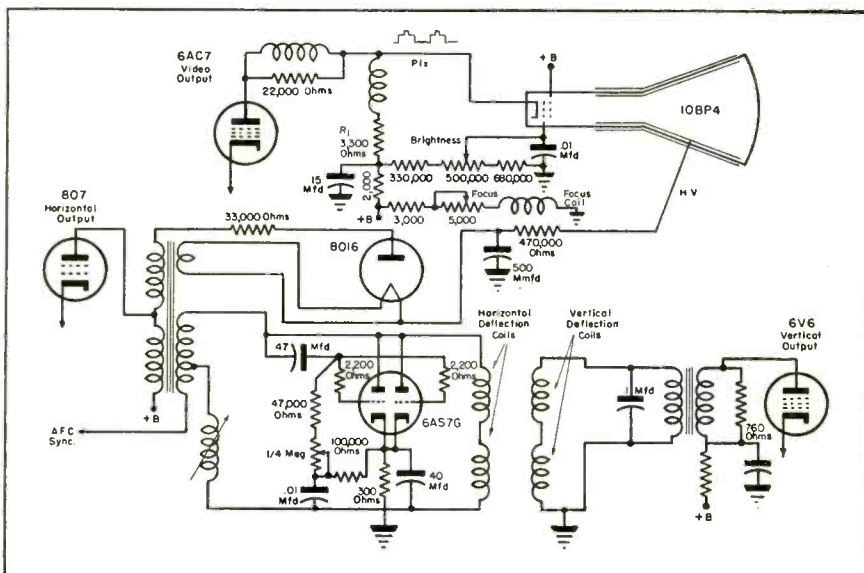 6AC7
Video
Output
22,000 Ohms
Pix
+B
10BP4
R1
3,300
Ohms
Brightness
.01
Mfd
.15
Mfd
330,000
500,000
680,000
2,000
+B
3,000
Focus
5,000
Focus
Coil
H V
807
Horizontal
Output
33,000 Ohms
8016
470,000
Ohms
500
Mmfd
Horizontal
Deflection
Coils
Vertical
Deflection
Coils
6V6
Vertical
Output
47 Mfd
2,200
Ohms
2,200
Ohms
47,000
Ohms
6AS7G
.1 Mfd
760
Ohms
+B
A F C
Sync.
1/4 Meg
100,000
Ohms
.01
Mfd
300
Ohms
40
Mfd
+B